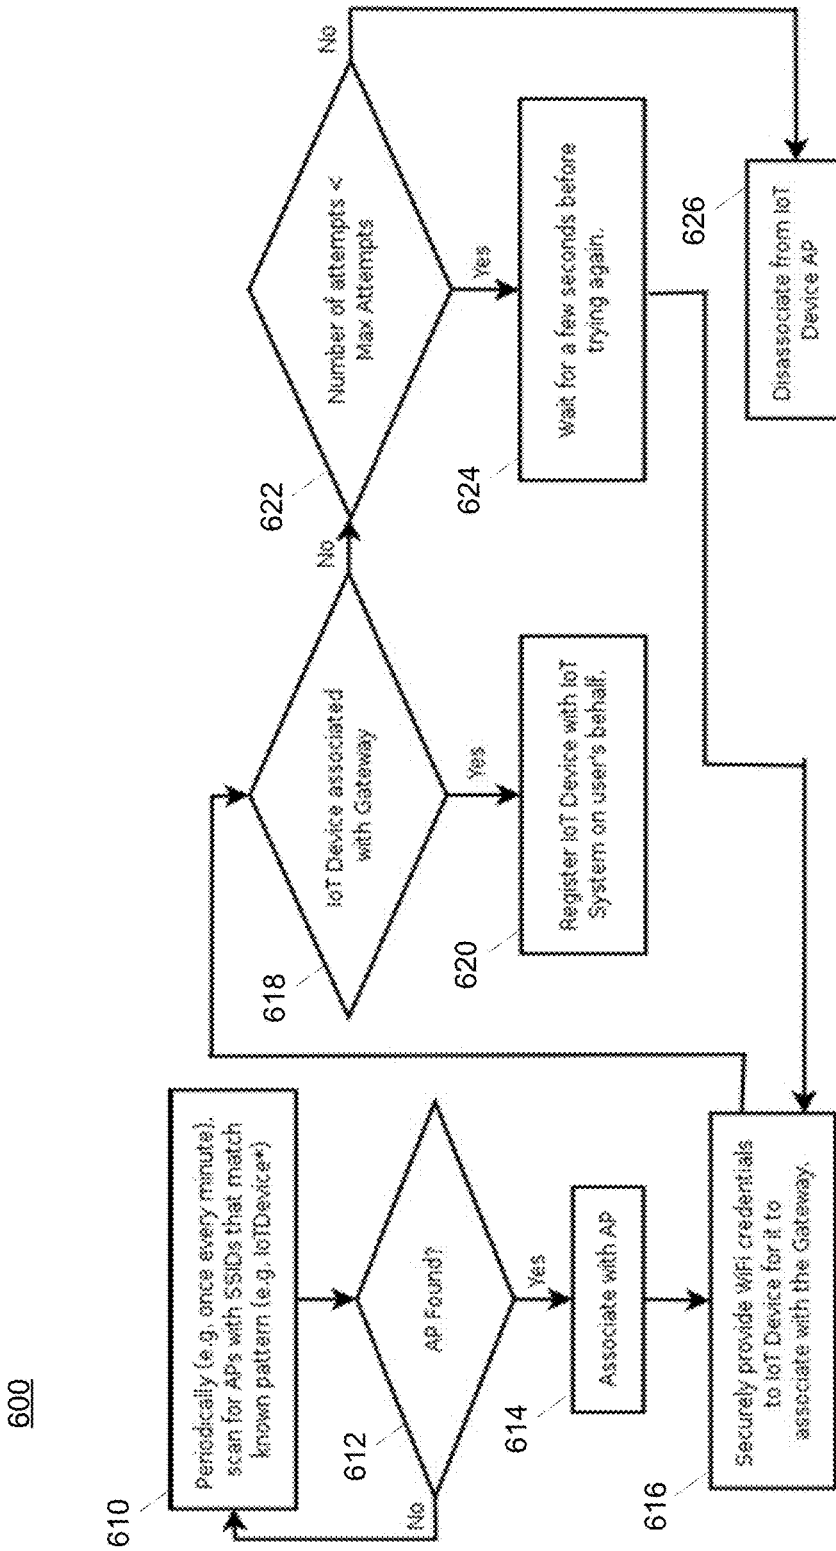 600
610
Periodically (e.g. once every minute),
scan for APs with SSIDs that match
known pattern (e.g. IoTDevice*)
612
AP Found?
No
Yes
614
Associate with AP
616
Securely provide WiFi credentials
to IoT Device for it to
associate with the Gateway.
618
IoT Device associated
with Gateway
No
Yes
620
Register IoT Device with IoT
System on user's behalf.
622
Number of attempts <
Max Attempts
No
Yes
624
Wait for a few seconds before
trying again.
626
Disassociate from IoT
Device AP